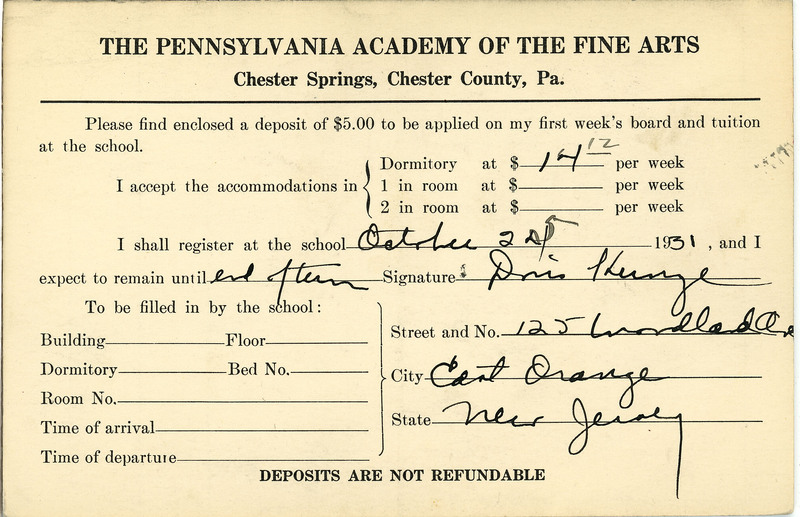 THE PENNSYLVANIA ACADEMY OF THE FINE ARTS
Chester Springs, Chester County, Pa.
Please find enclosed a deposit of $5.00 to be applied on my first week's board and tuition
at the school.
I accept the accommodations in
Dormitory at $ 14 12 per week
1 in room at $ per week
2 in room at $ per week
I shall register at the school October 1931, and I
expect to remain until end of term Signature Doris Kunze
To be filled in by the school:
Building Floor
Dormitory Bed No.
Room No.
Time of arrival
Time of departure
Street and No. 125 Woodland Ave
City East Orange
State New Jersey
DEPOSITS ARE NOT REFUNDABLE